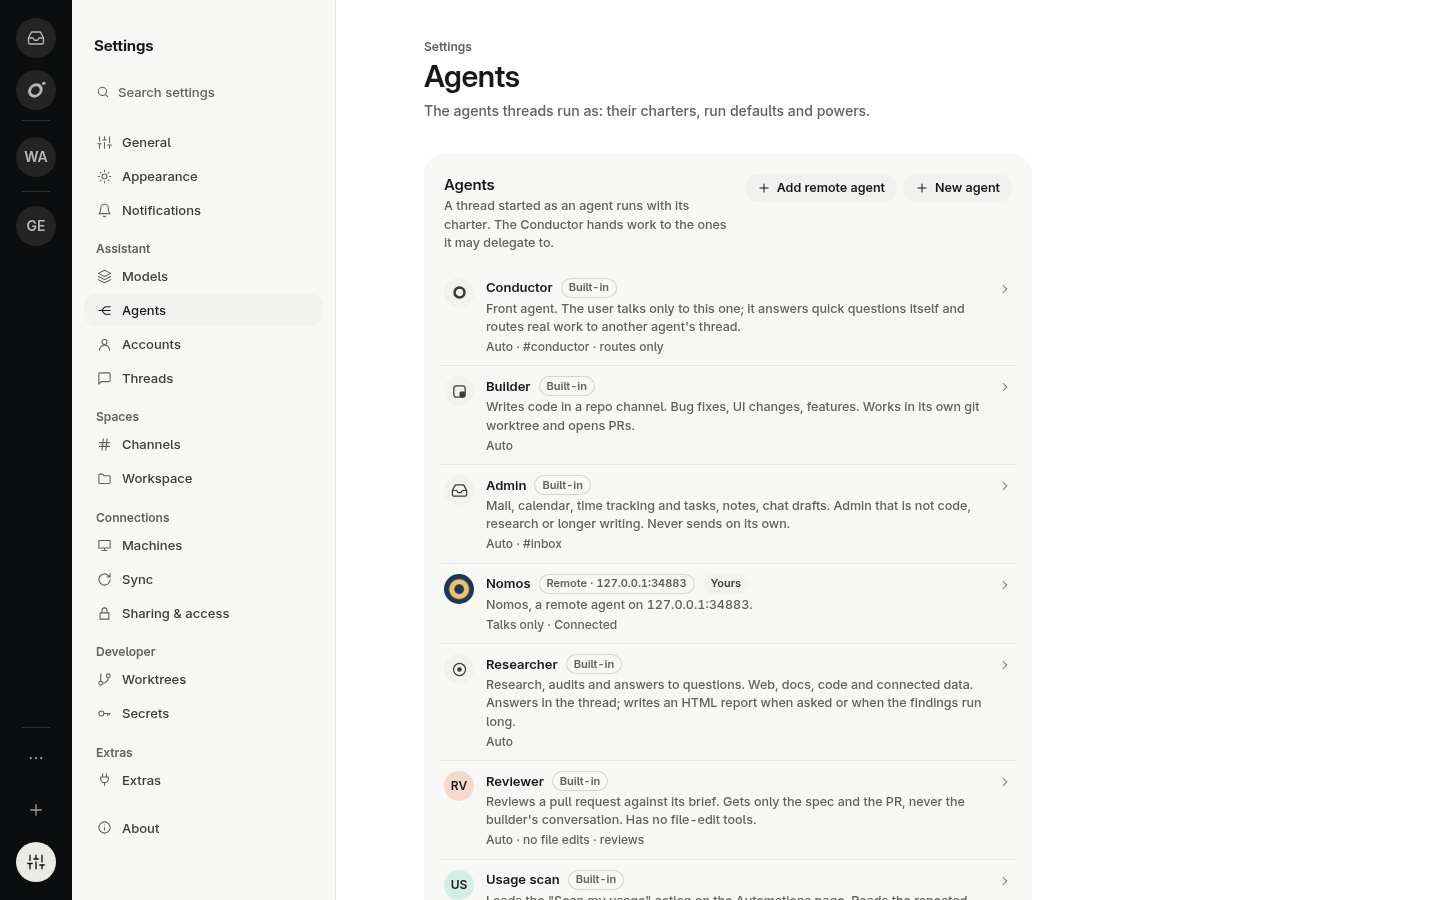 WA
GE
Settings
Search settings
General
Appearance
Notifications
Assistant
Models
Agents
Accounts
Threads
Spaces
Channels
Workspace
Connections
Machines
Sync
Sharing & access
Developer
Worktrees
Secrets
Extras
Extras
About
Settings
Agents
The agents threads run as: their charters, run defaults and powers.
Agents
A thread started as an agent runs with its
charter. The Conductor hands work to the ones
it may delegate to.
Add remote agent
New agent
Conductor Built-in
Front agent. The user talks only to this one; it answers quick questions itself and
routes real work to another agent's thread.
Auto · #conductor · routes only
Builder Built-in
Writes code in a repo channel. Bug fixes, UI changes, features. Works in its own git
worktree and opens PRs.
Auto
Admin Built-in
Mail, calendar, time tracking and tasks, notes, chat drafts. Admin that is not code,
research or longer writing. Never sends on its own.
Auto · #inbox
Nomos Remote · 127.0.0.1:34883 Yours
Nomos, a remote agent on 127.0.0.1:34883.
Talks only · Connected
Researcher Built-in
Research, audits and answers to questions. Web, docs, code and connected data.
Answers in the thread; writes an HTML report when asked or when the findings run
long.
Auto
RV
Reviewer Built-in
Reviews a pull request against its brief. Gets only the spec and the PR, never the
builder's conversation. Has no file-edit tools.
Auto · no file edits · reviews
US
Usage scan Built-in